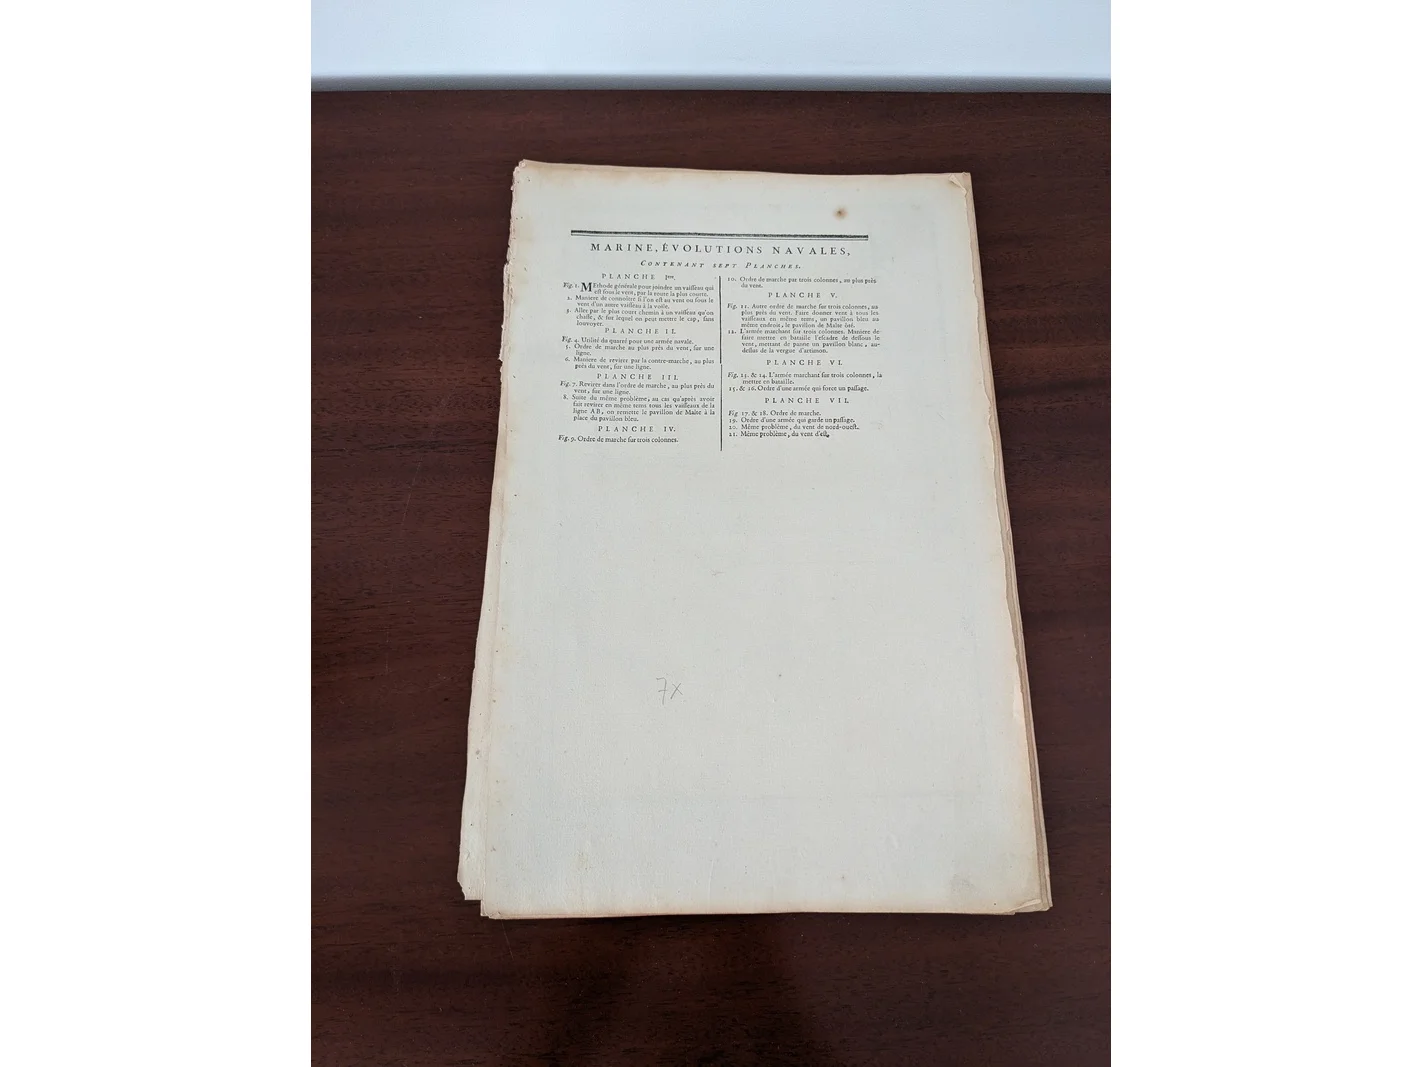 MARINE, ÉVOLUTIONS NAVALES,
CONTENANT SEPT PLANCHES.
PLANCHE Iere.
Fig. 1. MÉthode générale pour joindre un vaisseau qui
est sous le vent, par la route la plus courte.
2. Maniere de connoître si l'on est au vent ou sous le
vent d'un autre vaisseau à la voile.
3. Aller par le plus court chemin à un vaisseau qu'on
chasse, & sur lequel on peut mettre le cap, sans
louvoyer.
PLANCHE II.
Fig. 4. Utilité du quarré pour une armée navale.
5. Ordre de marche au plus près du vent, sur une
ligne.
6. Maniere de revirer par la contre-marche, au plus
près du vent, sur une ligne.
PLANCHE III.
Fig. 7. Revirer dans l'ordre de marche, au plus près du
vent, sur une ligne.
8. Suite du même problême, au cas qu'après avoir
fait revirer en même tems tous les vaisseaux de la
ligne AB, on remette le pavillon de Malte à la
place du pavillon bleu.
PLANCHE IV.
Fig. 9. Ordre de marche sur trois colonnes.
10. Ordre de marche par trois colonnes, au plus près
du vent.
PLANCHE V.
Fig. 11. Autre ordre de marche sur trois colonnes, au
plus près du vent. Faire donner vent à tous les
vaisseaux en même tems, un pavillon bleu au
même endroit, le pavillon de Malte ôté.
12. L'armée marchant sur trois colonnes. Maniere de
faire mettre en bataille l'escadre de dessous le
vent, mettant de panne un pavillon blanc, au-
dessus de la vergue d'artimon.
PLANCHE VI.
Fig. 13. & 14. L'armée marchant sur trois colonnes, la
mettre en bataille.
15. & 16. Ordre d'une armée qui force un passage.
PLANCHE VII.
Fig 17. & 18. Ordre de marche.
19. Ordre d'une armée qui garde un passage.
20. Même problême, du vent de nord-ouest.
21. Même problême, du vent d'est.
7x